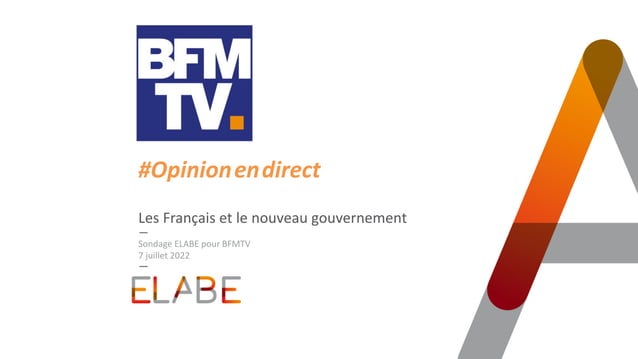 BFM
TV.
#Opinion en direct
Les Français et le nouveau gouvernement
—
Sondage ELABE pour BFMTV
7 juillet 2022
—
ELABE